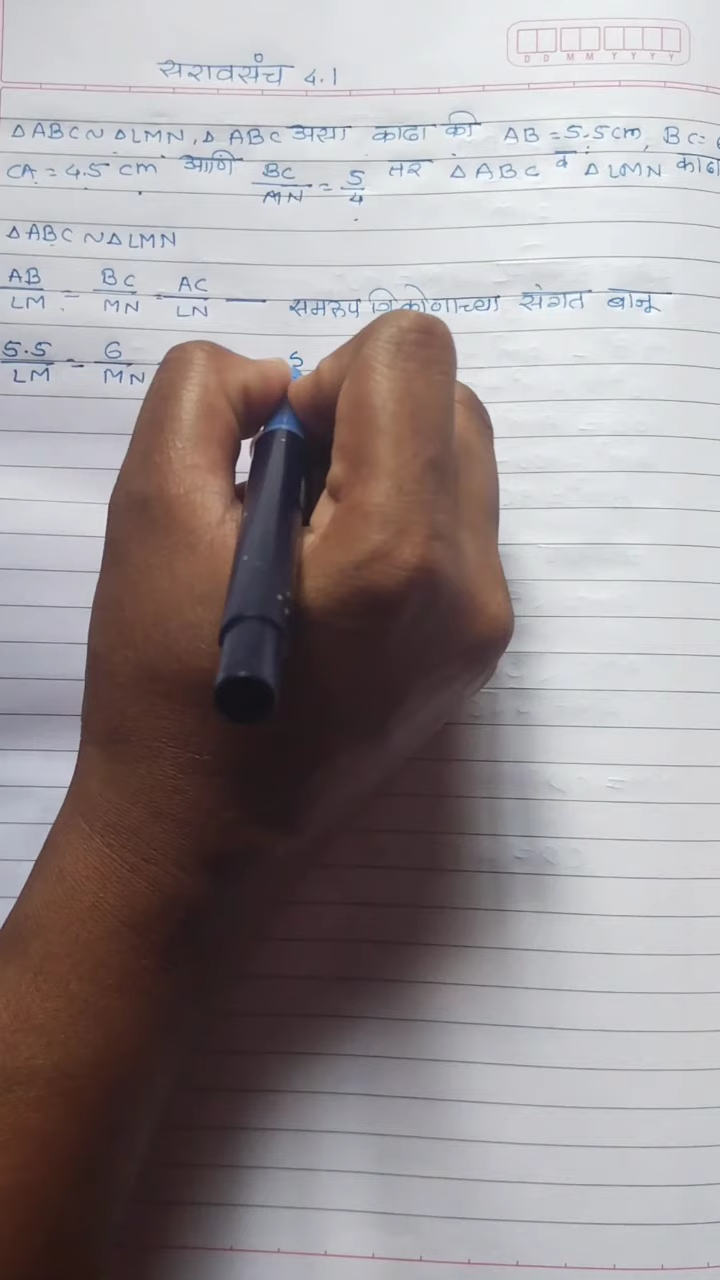 सरावसंच 4.1
D D M M Y Y Y Y
△ABC ~ △LMN, △ ABC असा काढा की AB = 5.5cm, BC = 6
CA = 4.5 cm आणि BC/MN = 5/4 तर △ABC व △LMN काढा
△ABC ~ △LMN
AB/LM = BC/MN = AC/LN — समरूप त्रिकोणाच्या संगत बाजू
5.5/LM = 6/MN 5